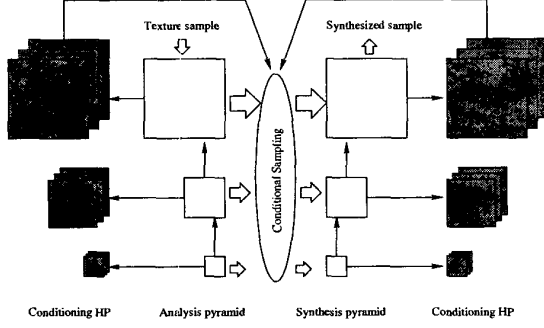 Texture sample
Synthesized sample
Conditional Sampling
Conditioning HP
Analysis pyramid
Synthesis pyramid
Conditioning HP